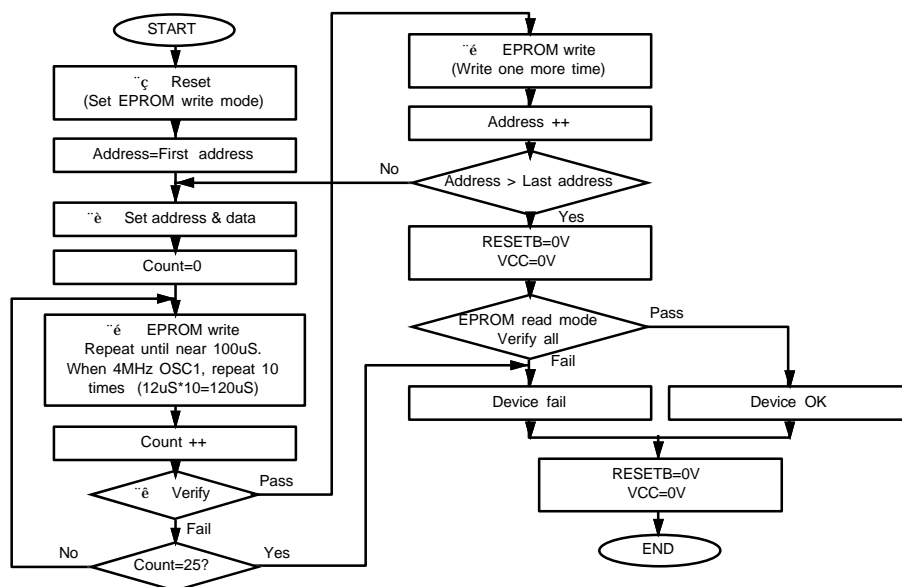 START
¨ç Reset
(Set EPROM write mode)
Address=First address
¨è Set address & data
Count=0
¨é EPROM write
Repeat until near 100uS.
When 4MHz OSC1, repeat 10
times (12uS*10=120uS)
Count ++
¨ê Verify
Pass
Fail
Count=25?
No
Yes
¨é EPROM write
(Write one more time)
Address ++
Address > Last address
No
Yes
RESETB=0V
VCC=0V
EPROM read mode
Verify all
Pass
Fail
Device fail
Device OK
RESETB=0V
VCC=0V
END